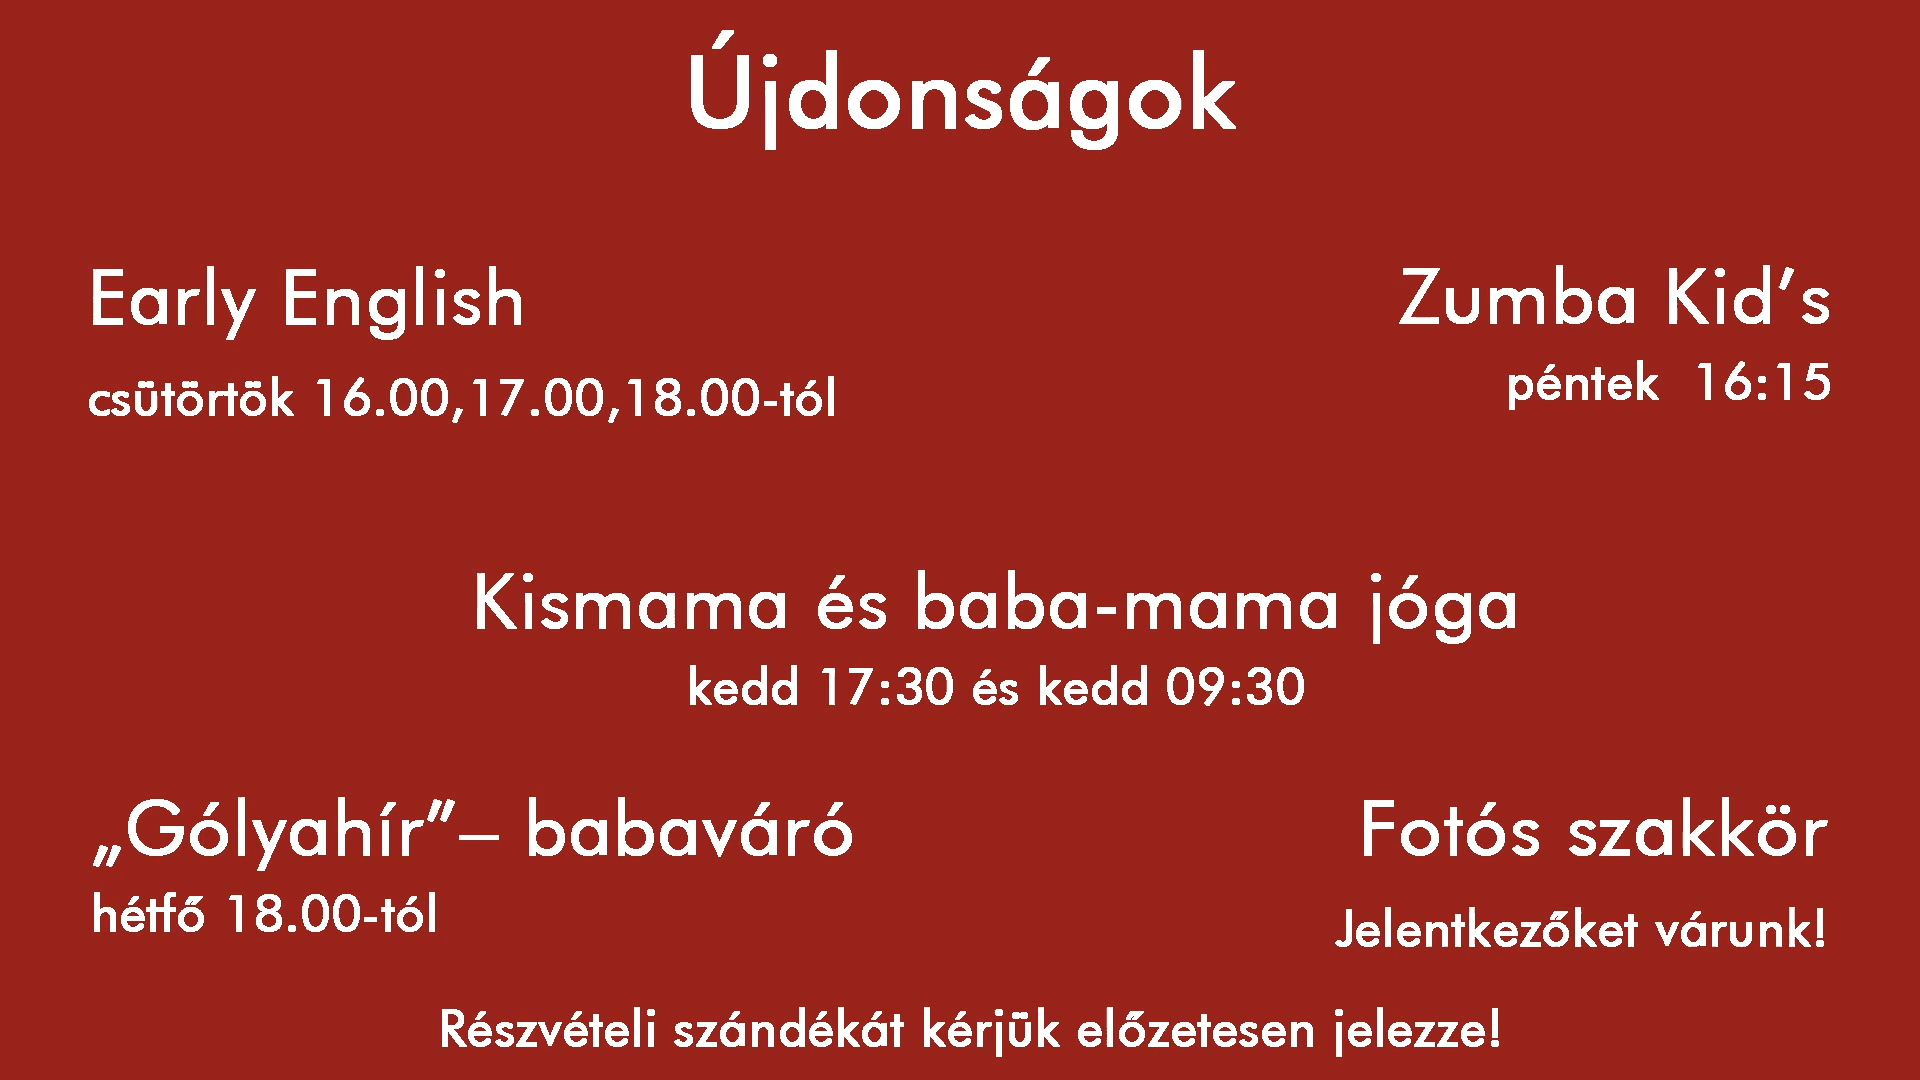 Újdonságok
Early English
csütörtök 16.00,17.00,18.00-tól
Zumba Kid’s
péntek 16:15
Kismama és baba-mama jóga
kedd 17:30 és kedd 09:30
„Gólyahír”– babaváró
hétfő 18.00-tól
Fotós szakkör
Jelentkezőket várunk!
Részvételi szándékát kérjük előzetesen jelezze!